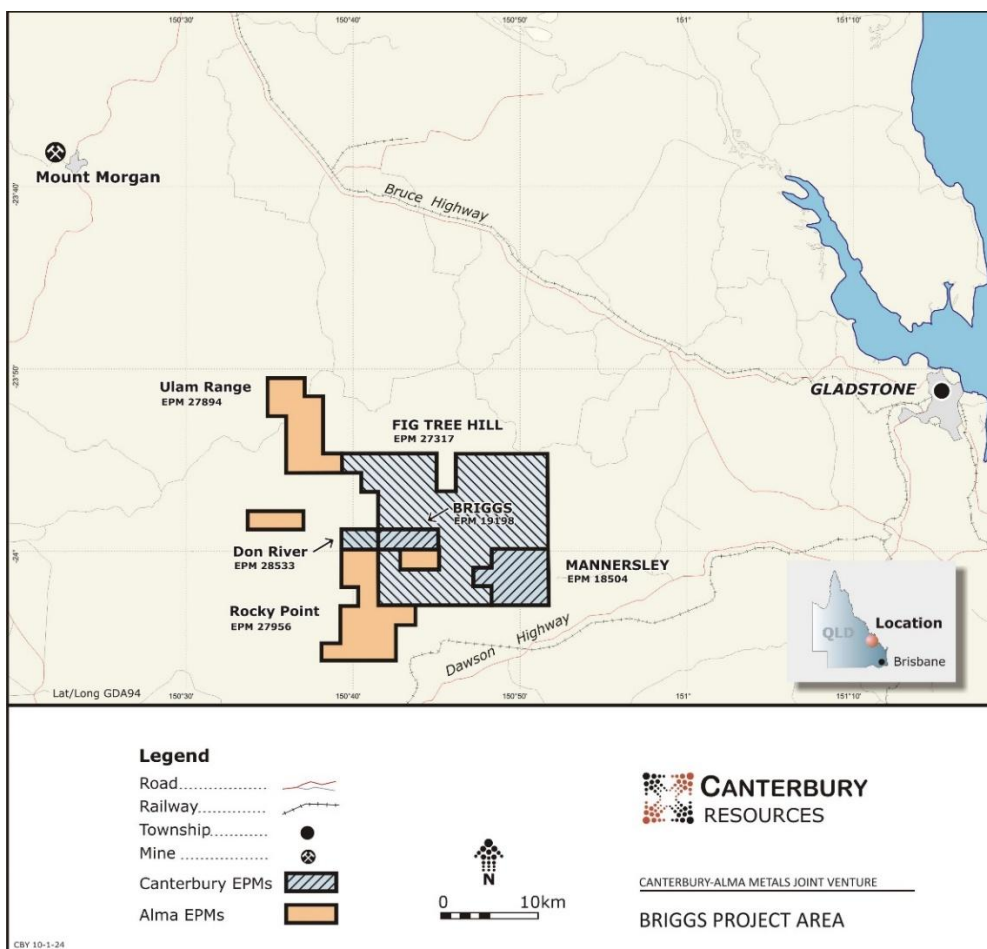 150°30'
150°40'
150°50'
151°
151°10'
Mount Morgan
-23°40'
Bruce Highway
-23°50'
GLADSTONE
Ulam Range
EPM 27894
FIG TREE HILL
EPM 27317
BRIGGS
EPM 19198
-24°
Don River
EPM 28533
MANNERSLEY
EPM 18504
Rocky Point
EPM 27956
Dawson Highway
QLD
Location
Brisbane
Lat/Long GDA94
150°30'
150°40'
150°50'
151°
151°10'
Legend
Road
Railway
Township
Mine
Canterbury EPMs
Alma EPMs
N
0 10km
CANTERBURY
RESOURCES
CANTERBURY-ALMA METALS JOINT VENTURE
BRIGGS PROJECT AREA
CBY 10-1-24